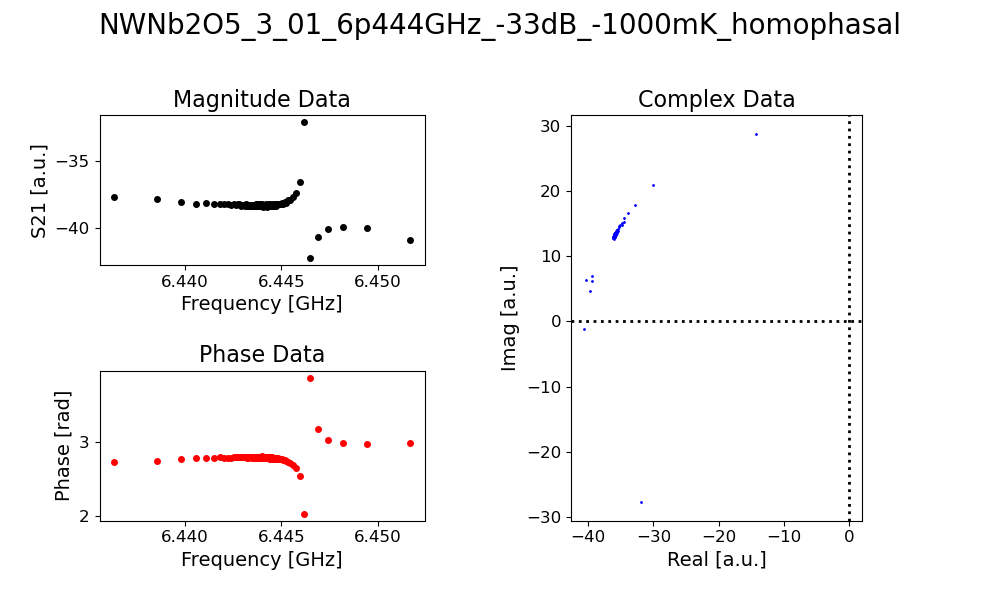 NWNb2O5_3_01_6p444GHz_-33dB_-1000mK_homophasal
Magnitude Data
S21 [a.u.]
−35
−40
6.440 6.445 6.450
Frequency [GHz]
Phase Data
Phase [rad]
3
2
6.440 6.445 6.450
Frequency [GHz]
Complex Data
Imag [a.u.]
30
20
10
0
−10
−20
−30
−40 −30 −20 −10 0
Real [a.u.]